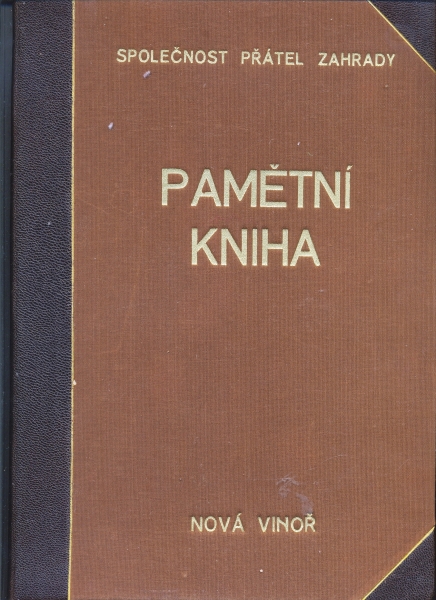 SPOLEČNOST PŘÁTEL ZAHRADY
PAMĚTNÍ
KNIHA
NOVÁ VINOŘ